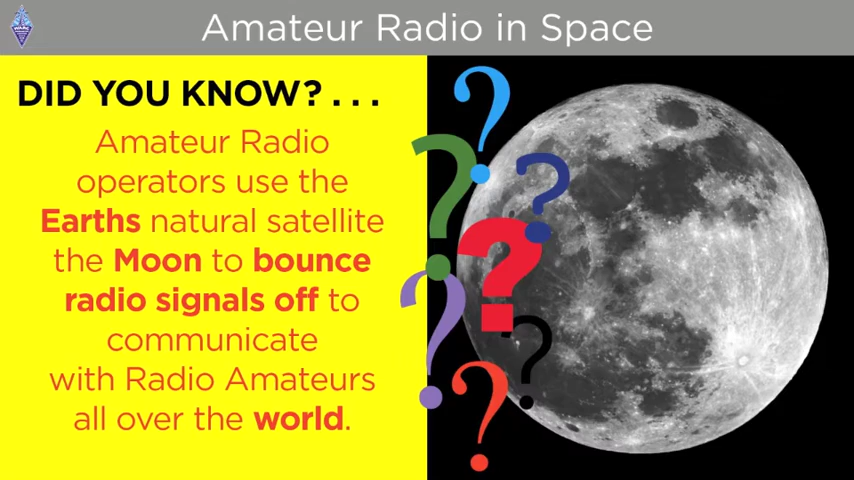 Amateur Radio in Space
DID YOU KNOW? . . .
Amateur Radio
operators use the
Earths natural satellite
the Moon to bounce
radio signals off to
communicate
with Radio Amateurs
all over the world.
? ? ? ? ? ? ?